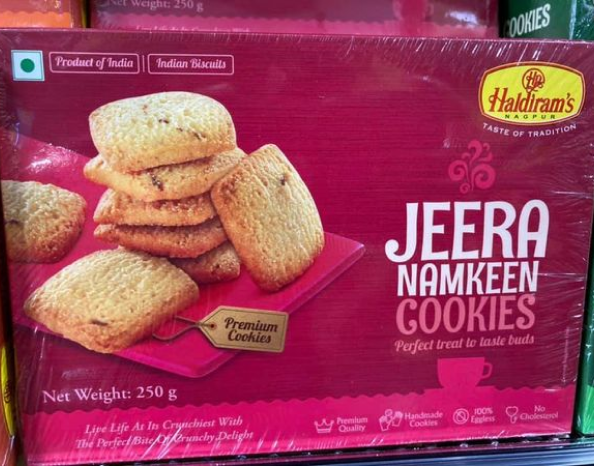 Net Weight: 250 g
COOKIES
Product of India
Indian Biscuits
Haldiram's
NAGPUR
TASTE OF TRADITION
JEERA
NAMKEEN
COOKIES
Perfect treat to taste buds
Premium
Cookies
Net Weight: 250 g
Live Life At Its Crunchiest With
The Perfect Bite Of Crunchy Delight
Premium
Quality
Handmade
Cookies
100%
Eggless
No
Cholesterol